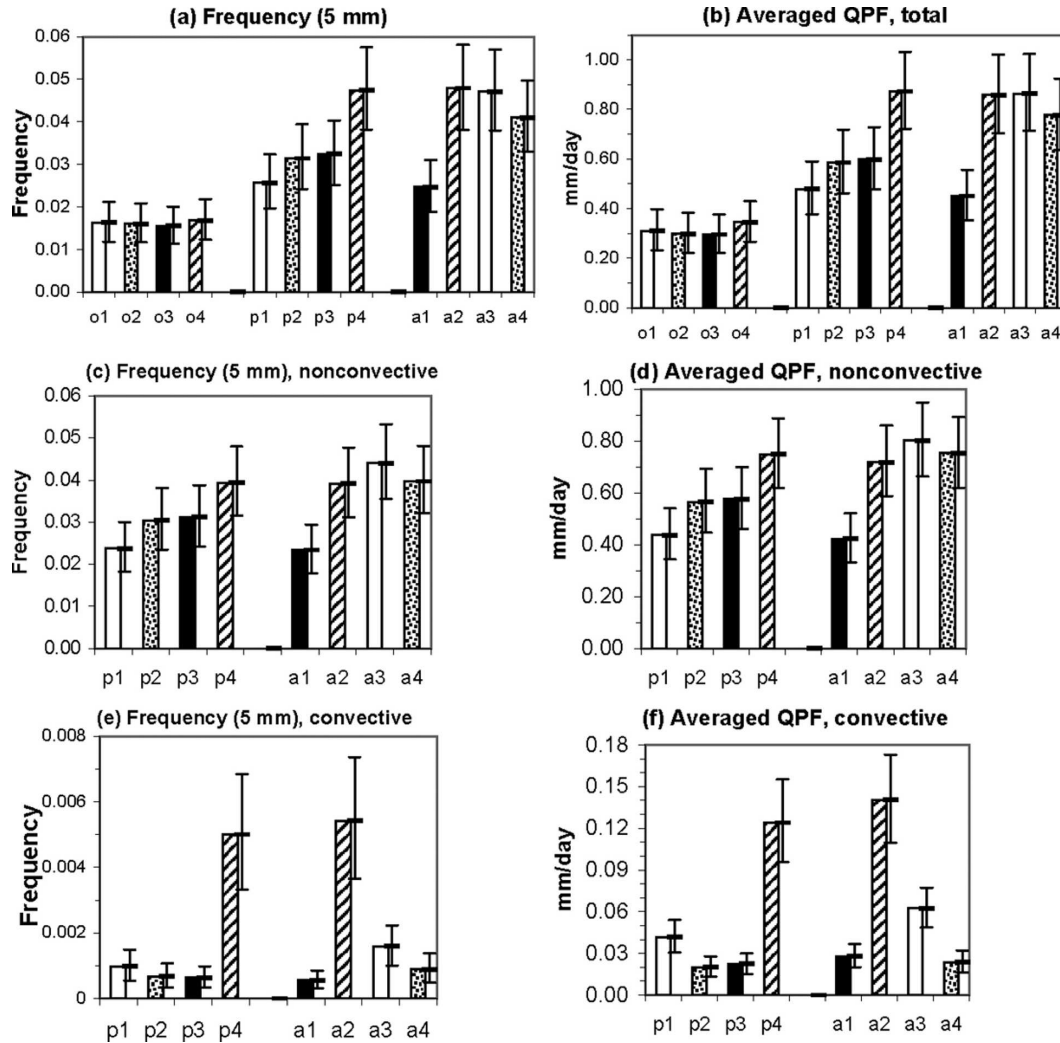 (a) Frequency (5 mm)
0.06
0.05
0.04
0.03
0.02
0.01
0.00
Frequency
o1 o2 o3 o4 p1 p2 p3 p4 a1 a2 a3 a4
(b) Averaged QPF, total
1.00
0.80
0.60
0.40
0.20
0.00
mm/day
o1 o2 o3 o4 p1 p2 p3 p4 a1 a2 a3 a4
(c) Frequency (5 mm), nonconvective
0.06
0.05
0.04
0.03
0.02
0.01
0.00
Frequency
p1 p2 p3 p4 a1 a2 a3 a4
(d) Averaged QPF, nonconvective
1.00
0.80
0.60
0.40
0.20
0.00
mm/day
p1 p2 p3 p4 a1 a2 a3 a4
(e) Frequency (5 mm), convective
0.008
0.006
0.004
0.002
0
Frequency
p1 p2 p3 p4 a1 a2 a3 a4
(f) Averaged QPF, convective
0.18
0.15
0.12
0.09
0.06
0.03
0.00
mm/day
p1 p2 p3 p4 a1 a2 a3 a4